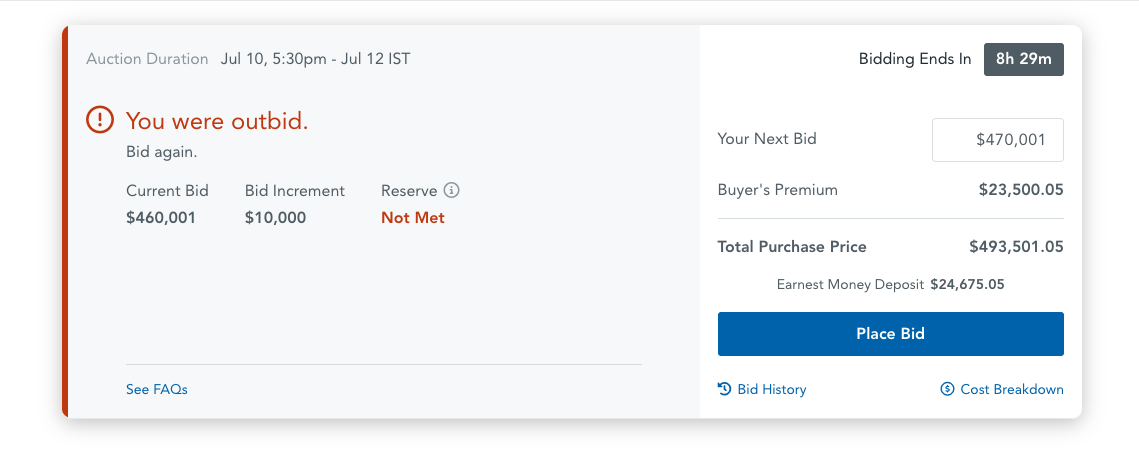 Auction Duration Jul 10, 5:30pm - Jul 12 IST
Bidding Ends In 8h 29m
You were outbid.
Bid again.
Current Bid Bid Increment Reserve
$460,001 $10,000 Not Met
See FAQs
Your Next Bid $470,001
Buyer's Premium $23,500.05
Total Purchase Price $493,501.05
Earnest Money Deposit $24,675.05
Place Bid
Bid History Cost Breakdown